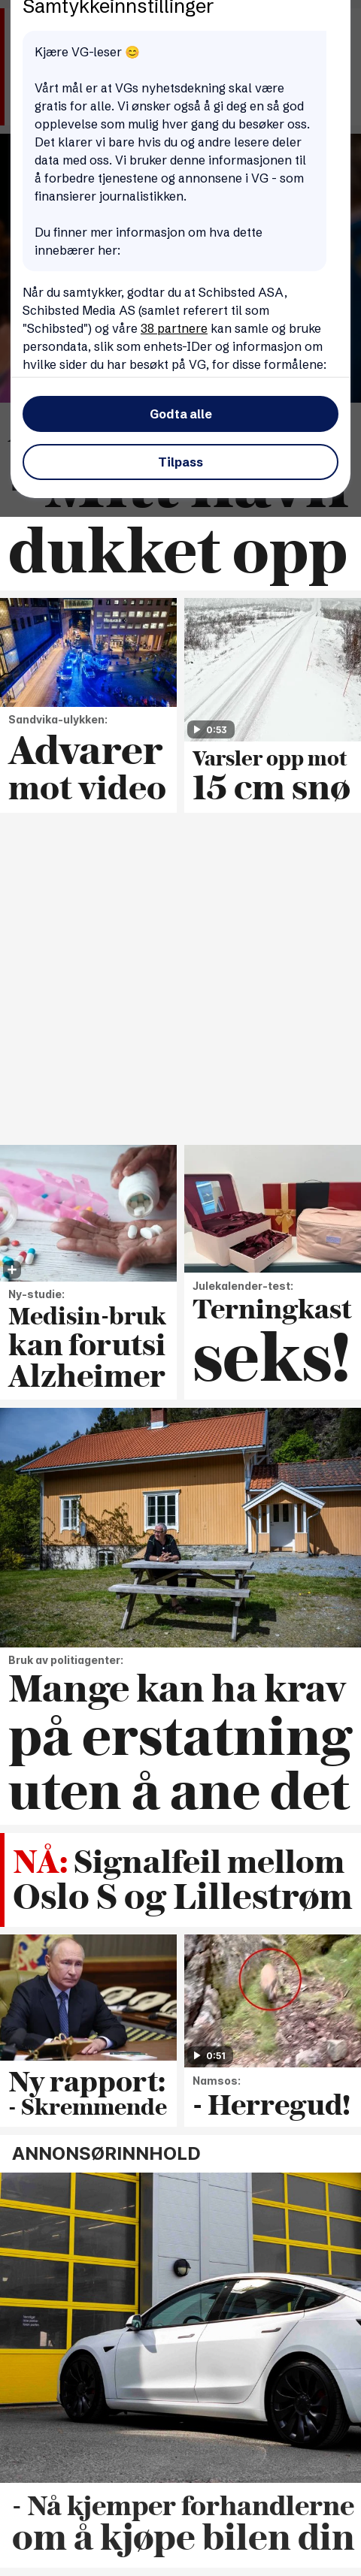 Samtykkeinnstillinger
Kjære VG-leser 😊
Vårt mål er at VGs nyhetsdekning skal være
gratis for alle. Vi ønsker også å gi deg en så god
opplevelse som mulig hver gang du besøker oss.
Det klarer vi bare hvis du og andre lesere deler
data med oss. Vi bruker denne informasjonen til
å forbedre tjenestene og annonsene i VG - som
finansierer journalistikken.
Du finner mer informasjon om hva dette
innebærer her:
Når du samtykker, godtar du at Schibsted ASA,
Schibsted Media AS (samlet referert til som
"Schibsted") og våre 38 partnere kan samle og bruke
persondata, slik som enhets-IDer og informasjon om
hvilke sider du har besøkt på VG, for disse formålene:
Godta alle
Tilpass
- Mitt navn
dukket opp
Sandvika-ulykken:
Advarer
mot video
0:53
Varsler opp mot
15 cm snø
Ny-studie:
Medisin-bruk
kan forutsi
Alzheimer
Julekalender-test:
Terningkast
seks!
Bruk av politiagenter:
Mange kan ha krav
på erstatning
uten å ane det
NÅ: Signalfeil mellom
Oslo S og Lillestrøm
Ny rapport:
- Skremmende
0:51
Namsos:
- Herregud!
ANNONSØRINNHOLD
- Nå kjemper forhandlerne
om å kjøpe bilen din